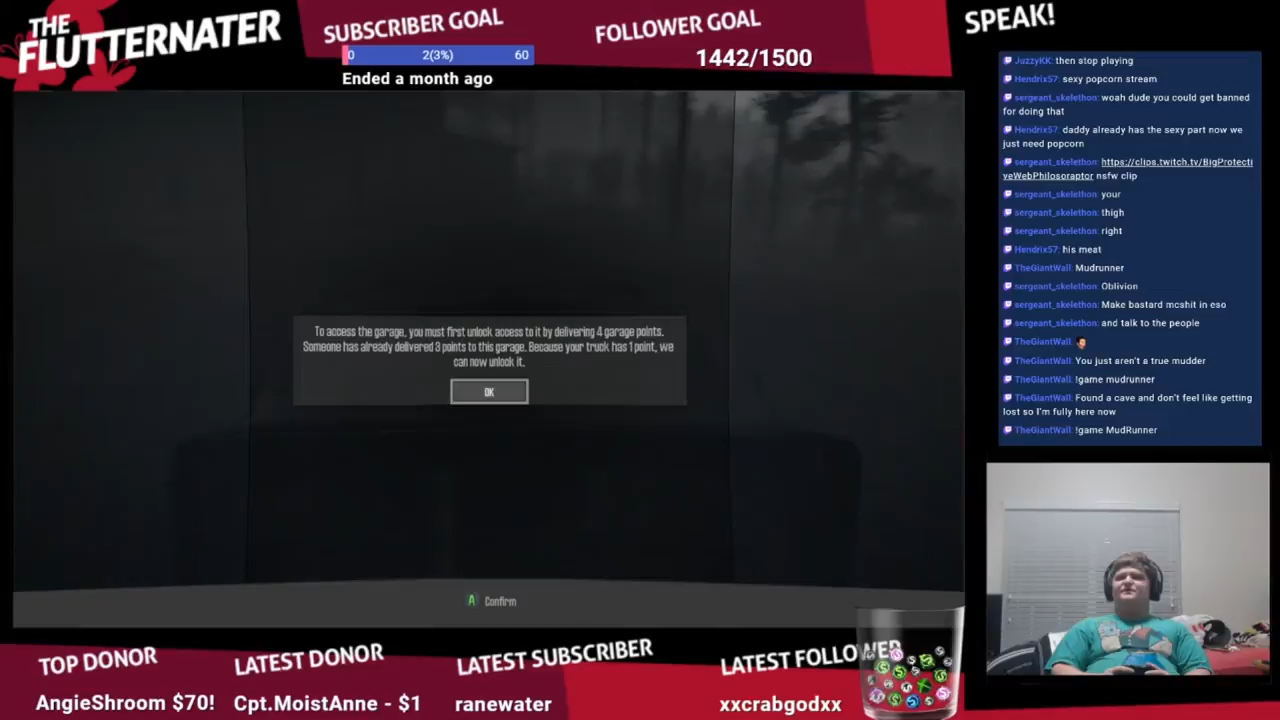 THE
FLUTTERNATER
SUBSCRIBER GOAL
0 2(3%) 60
Ended a month ago
FOLLOWER GOAL
1442/1500
SPEAK!
JuzzyKK: then stop playing
Hendrix57: sexy popcorn stream
sergeant_skelethon: woah dude you could get banned
for doing that
Hendrix57: daddy already has the sexy part now we
just need popcorn
sergeant_skelethon: https://clips.twitch.tv/BigProtecti
veWebPhilosoraptor nsfw clip
sergeant_skelethon: your
sergeant_skelethon: thigh
sergeant_skelethon: right
Hendrix57: his meat
TheGiantWall: Mudrunner
sergeant_skelethon: Oblivion
sergeant_skelethon: Make bastard mcshit in eso
sergeant_skelethon: and talk to the people
TheGiantWall:
TheGiantWall: You just aren't a true mudder
TheGiantWall: !game mudrunner
TheGiantWall: Found a cave and don't feel like getting
lost so I'm fully here now
TheGiantWall: !game MudRunner
To access the garage, you must first unlock access to it by delivering 4 garage points.
Someone has already delivered 3 points to this garage. Because your truck has 1 point, we
can now unlock it.
OK
A Confirm
TOP DONOR
AngieShroom $70!
LATEST DONOR
Cpt.MoistAnne - $1
LATEST SUBSCRIBER
ranewater
LATEST FOLLOWER
xxcrabgodxx